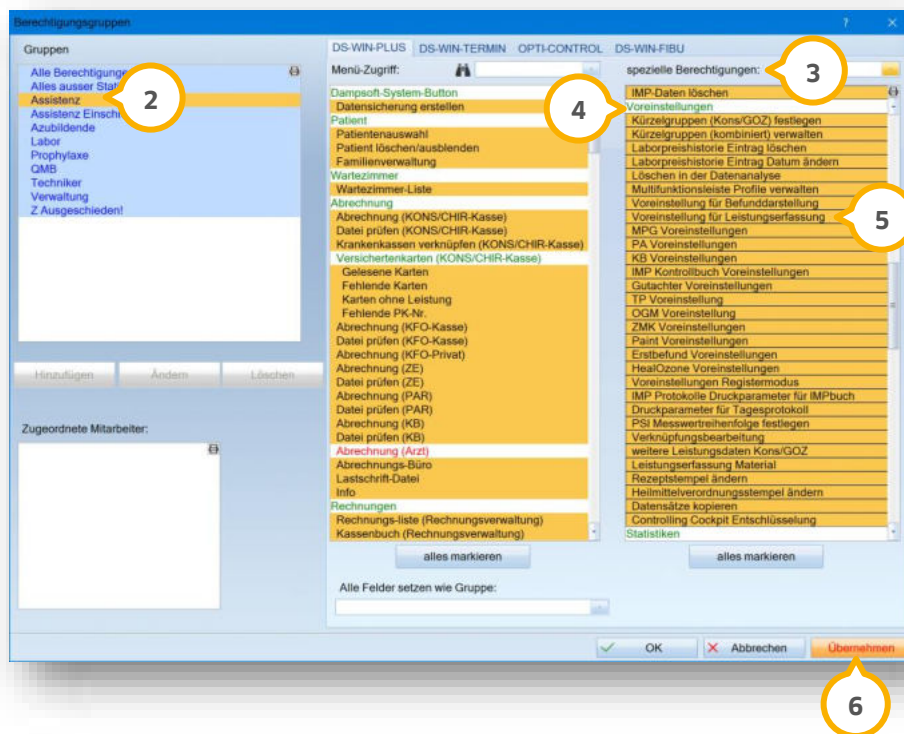 Berechtigungsgruppen
? ×
Gruppen
Alle Berechtigunge
Alles ausser Stat
Assistenz
Assistenz Einsch
Azubildende
Labor
Prophylaxe
QMB
Techniker
Verwaltung
Z Ausgeschieden!
2
Hinzufügen Ändern Löschen
Zugeordnete Mitarbeiter:
DS-WIN-PLUS DS-WIN-TERMIN OPTI-CONTROL DS-WIN-FIBU
Menü-Zugriff:
Dampsoft-System-Button
Datensicherung erstellen
Patient
Patientenauswahl
Patient löschen/ausblenden
Familienverwaltung
Wartezimmer
Wartezimmer-Liste
Abrechnung
Abrechnung (KONS/CHIR-Kasse)
Datei prüfen (KONS/CHIR-Kasse)
Krankenkassen verknüpfen (KONS/CHIR-Kasse)
Versichertenkarten (KONS/CHIR-Kasse)
Gelesene Karten
Fehlende Karten
Karten ohne Leistung
Fehlende PK-Nr.
Abrechnung (KFO-Kasse)
Datei prüfen (KFO-Kasse)
Abrechnung (KFO-Privat)
Abrechnung (ZE)
Datei prüfen (ZE)
Abrechnung (PAR)
Datei prüfen (PAR)
Abrechnung (KB)
Datei prüfen (KB)
Abrechnung (Arzt)
Abrechnungs-Büro
Lastschrift-Datei
Info
Rechnungen
Rechnungs-liste (Rechnungsverwaltung)
Kassenbuch (Rechnungsverwaltung)
alles markieren
Alle Felder setzen wie Gruppe:
spezielle Berechtigungen:
3
4
IMP-Daten löschen
Voreinstellungen
Kürzelgruppen (Kons/GOZ) festlegen
Kürzelgruppen (kombiniert) verwalten
Laborpreishistorie Eintrag löschen
Laborpreishistorie Eintrag Datum ändern
Löschen in der Datenanalyse
Multifunktionsleiste Profile verwalten
Voreinstellung für Befunddarstellung
Voreinstellung für Leistungserfassung
5
MPG Voreinstellungen
PA Voreinstellungen
KB Voreinstellungen
IMP Kontrollbuch Voreinstellungen
Gutachter Voreinstellungen
TP Voreinstellung
OGM Voreinstellung
ZMK Voreinstellungen
Paint Voreinstellungen
Erstbefund Voreinstellungen
HealOzone Voreinstellungen
Voreinstellungen Registermodus
IMP Protokolle Druckparameter für IMPbuch
Druckparameter für Tagesprotokoll
PSI Messwertreihenfolge festlegen
Verknüpfungsbearbeitung
weitere Leistungsdaten Kons/GOZ
Leistungserfassung Material
Rezeptstempel ändern
Heilmittelverordnungsstempel ändern
Datensätze kopieren
Controlling Cockpit Entschlüsselung
Statistiken
alles markieren
OK Abbrechen Übernehmen
6